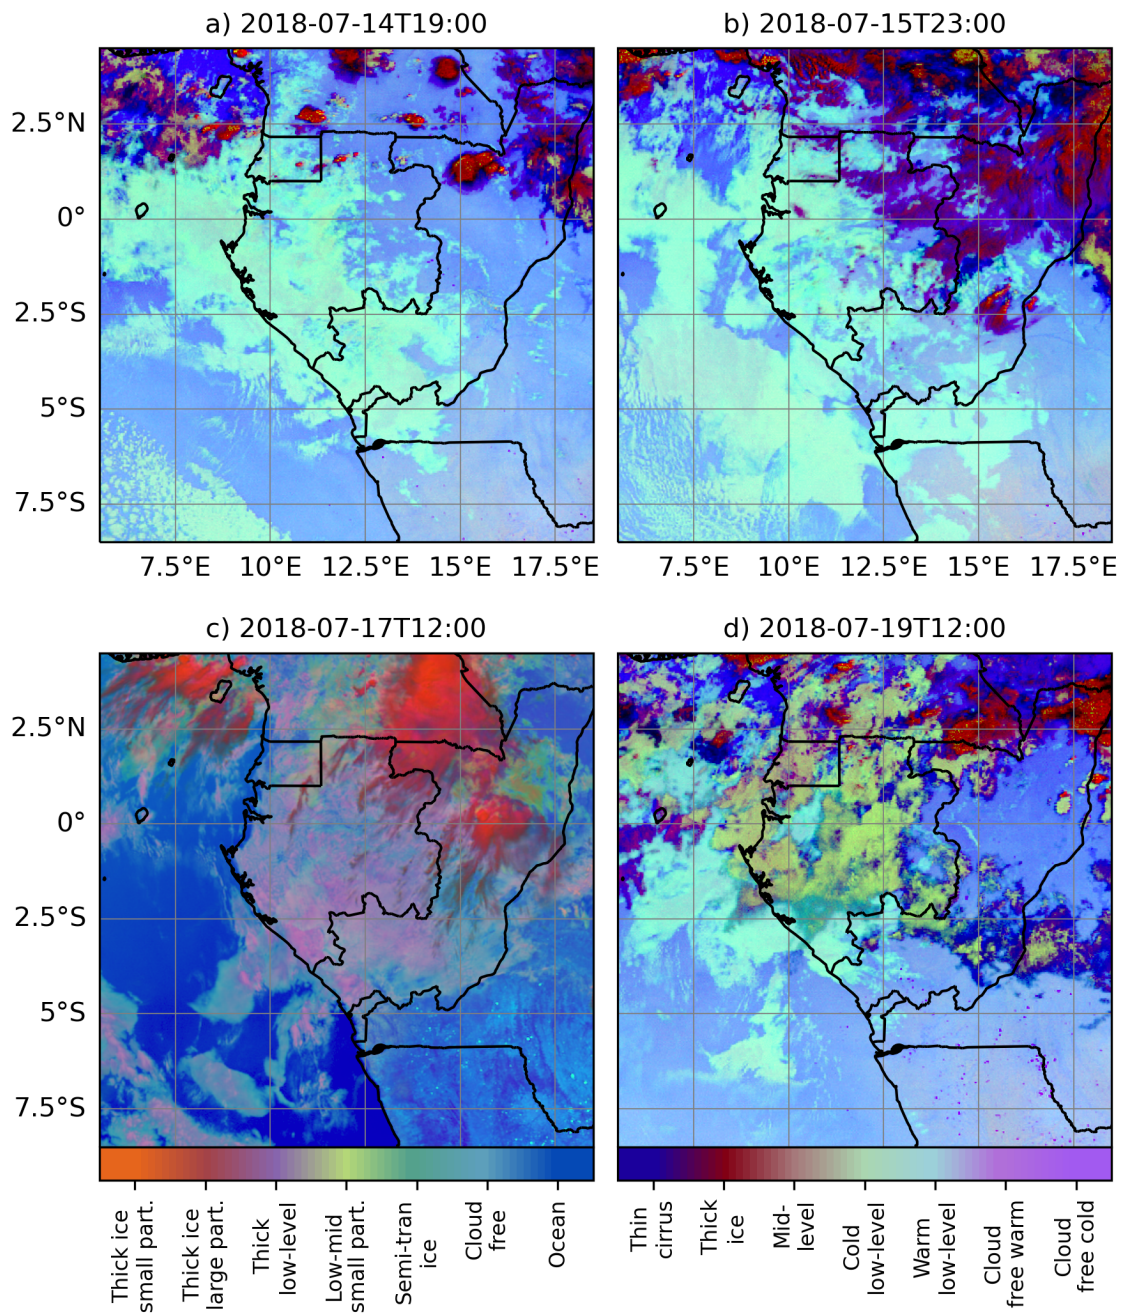 a) 2018-07-14T19:00
b) 2018-07-15T23:00
2.5°N
0°
2.5°S
5°S
7.5°S
7.5°E 10°E 12.5°E 15°E 17.5°E
7.5°E 10°E 12.5°E 15°E 17.5°E
c) 2018-07-17T12:00
d) 2018-07-19T12:00
2.5°N
0°
2.5°S
5°S
7.5°S
Thick ice
small part.
Thick ice
large part.
Thick
low-level
Low-mid
small part.
Semi-tran
ice
Cloud
free
Ocean
Thin
cirrus
Thick
ice
Mid-
level
Cold
low-level
Warm
low-level
Cloud
free warm
Cloud
free cold